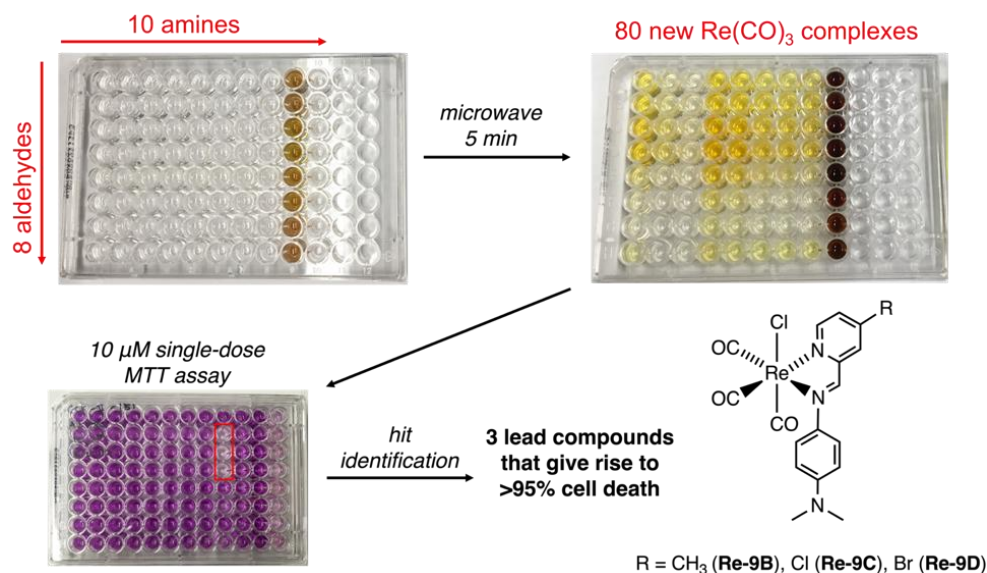 10 amines
8 aldehydes
microwave
5 min
80 new Re(CO)₃ complexes
10 μM single-dose
MTT assay
hit
identification
3 lead compounds
that give rise to
>95% cell death
R
Cl
OC
N
Re
OC
N
CO
N
R = CH₃ (Re-9B), Cl (Re-9C), Br (Re-9D)